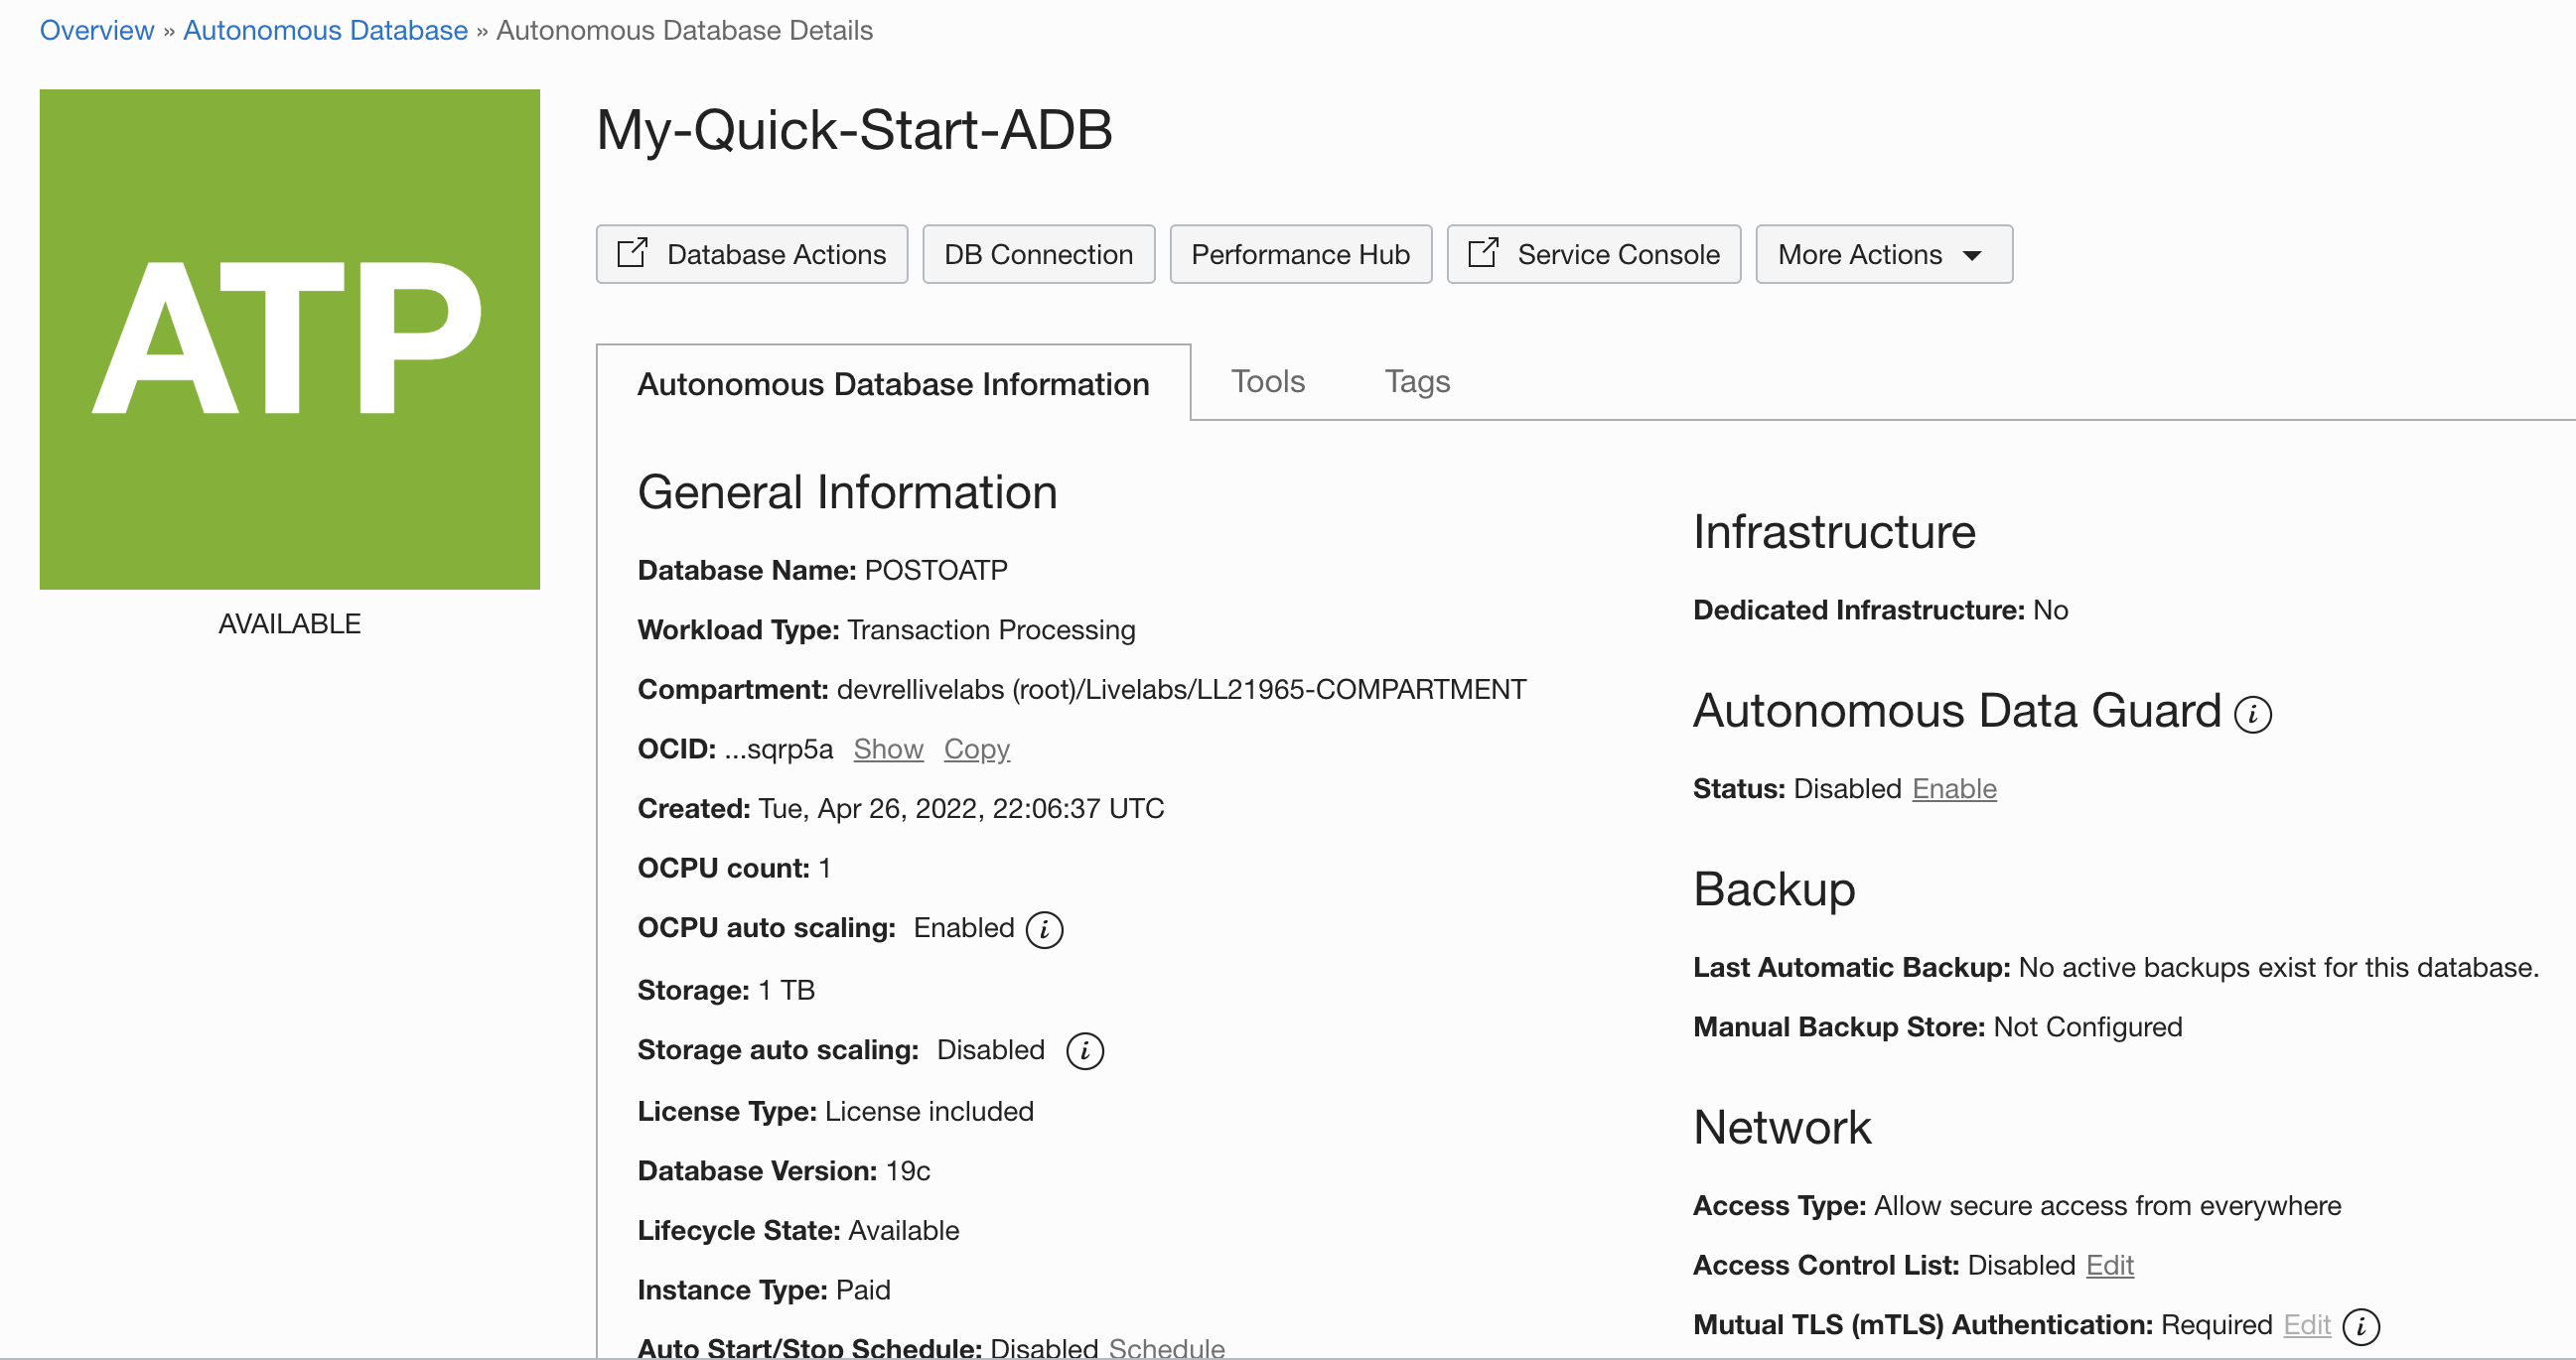 Overview » Autonomous Database » Autonomous Database Details
ATP
AVAILABLE
My-Quick-Start-ADB
Database Actions
DB Connection
Performance Hub
Service Console
More Actions
Autonomous Database Information
Tools
Tags
General Information
Database Name: POSTOATP
Workload Type: Transaction Processing
Compartment: devrellivelabs (root)/Livelabs/LL21965-COMPARTMENT
OCID: ...sqrp5a Show Copy
Created: Tue, Apr 26, 2022, 22:06:37 UTC
OCPU count: 1
OCPU auto scaling: Enabled i
Storage: 1 TB
Storage auto scaling: Disabled i
License Type: License included
Database Version: 19c
Lifecycle State: Available
Instance Type: Paid
Auto Start/Stop Schedule: Disabled Schedule
Infrastructure
Dedicated Infrastructure: No
Autonomous Data Guard i
Status: Disabled Enable
Backup
Last Automatic Backup: No active backups exist for this database.
Manual Backup Store: Not Configured
Network
Access Type: Allow secure access from everywhere
Access Control List: Disabled Edit
Mutual TLS (mTLS) Authentication: Required Edit i